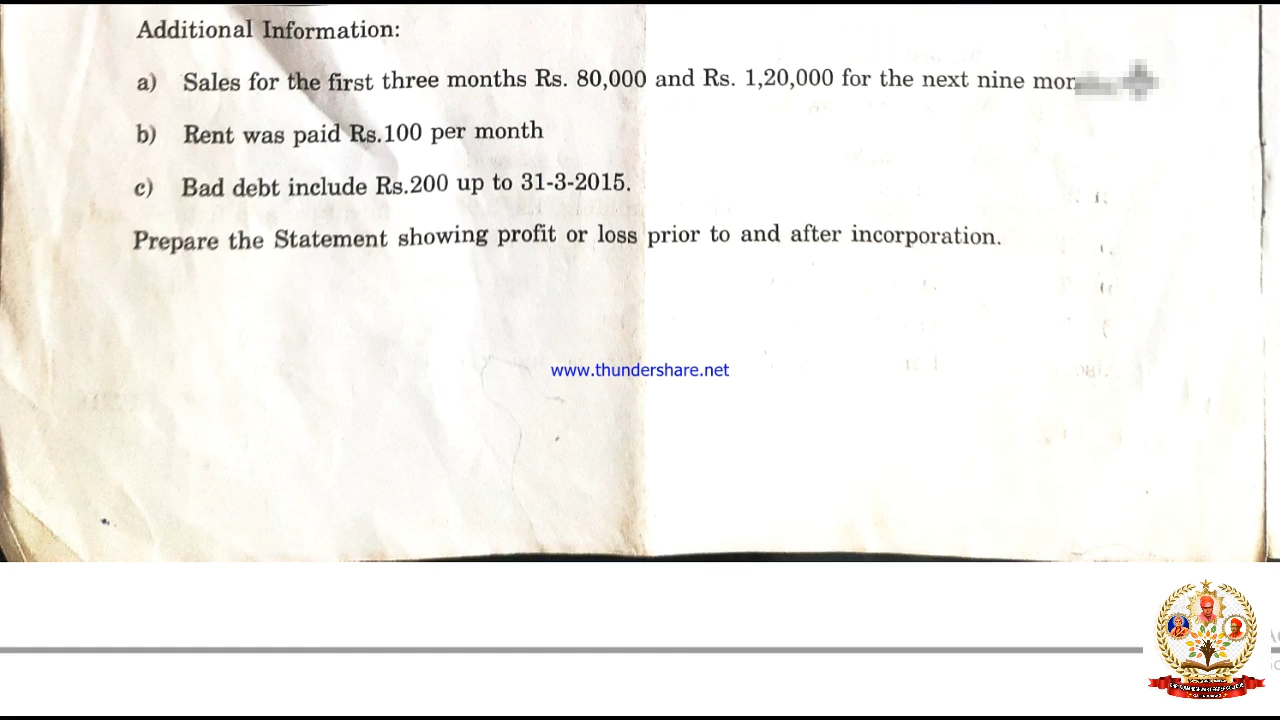 Additional Information:
a) Sales for the first three months Rs. 80,000 and Rs. 1,20,000 for the next nine
b) Rent was paid Rs.100 per month
c) Bad debt include Rs.200 up to 31-3-2015.
Prepare the Statement showing profit or loss prior to and after incorporation.
www.thundershare.net